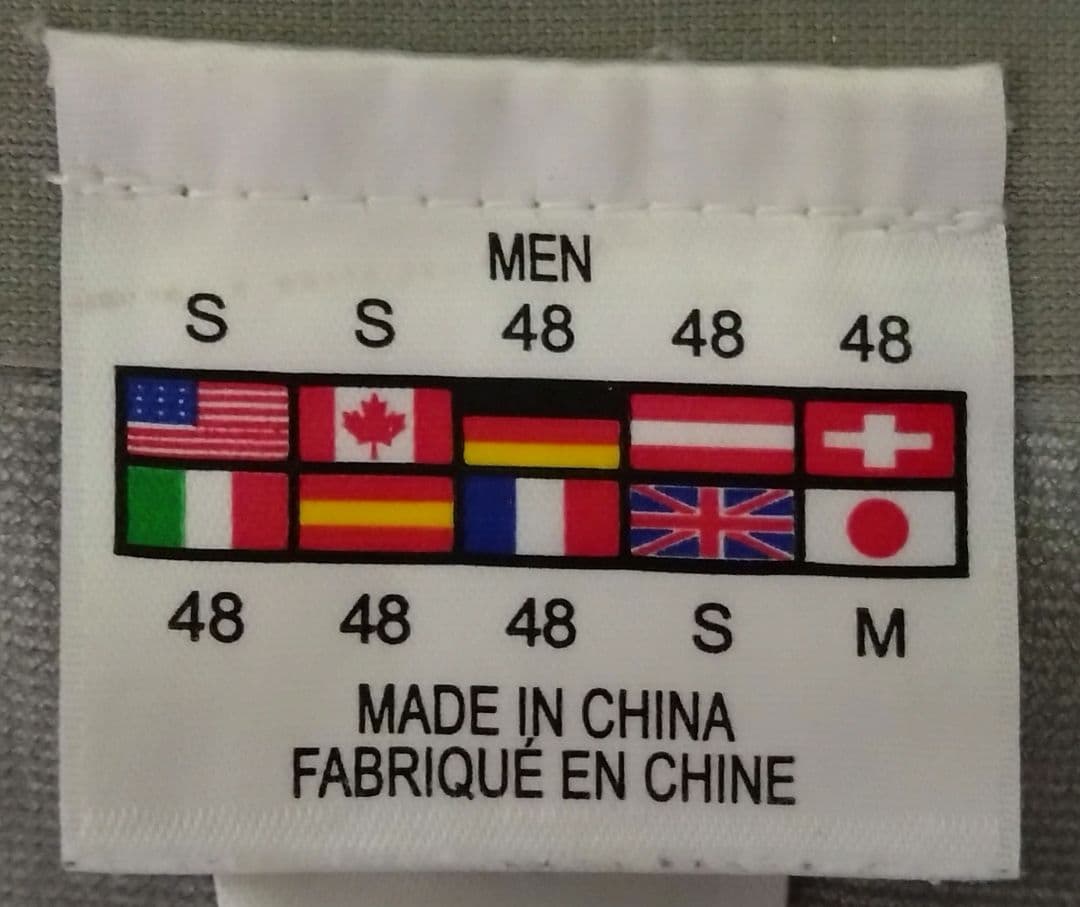 MEN
S S 48 48 48
48 48 48 S M
MADE IN CHINA
FABRIQUÉ EN CHINE